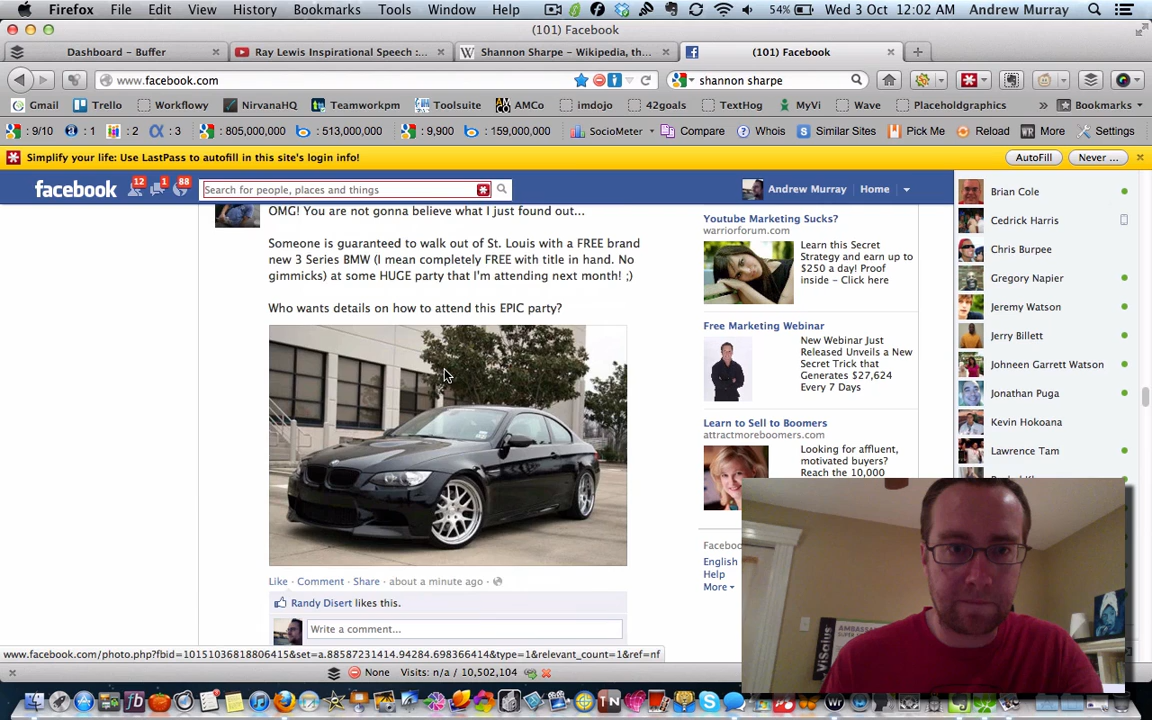 Firefox File Edit View History Bookmarks Tools Window Help 54% Wed 3 Oct 12:02 AM Andrew Murray
(101) Facebook
Dashboard – Buffer
Ray Lewis Inspirational Speech :...
Shannon Sharpe – Wikipedia, th...
(101) Facebook
www.facebook.com
shannon sharpe
Gmail Trello Workflowy NirvanaHQ Teamworkpm Toolsuite AMCo imdojo 42goals TextHog MyVi Wave Placeholdgraphics Bookmarks
: 9/10 : 1 : 2 : 3 : 805,000,000 : 513,000,000 : 9,900 : 159,000,000 SocioMeter Compare Whois Similar Sites Pick Me Reload More Settings
Simplify your life: Use LastPass to autofill in this site's login info! AutoFill Never ...
facebook 12 1 88 Search for people, places and things Andrew Murray Home
OMG! You are not gonna believe what I just found out...
Someone is guaranteed to walk out of St. Louis with a FREE brand
new 3 Series BMW (I mean completely FREE with title in hand. No
gimmicks) at some HUGE party that I'm attending next month! ;)
Who wants details on how to attend this EPIC party?
Like · Comment · Share · about a minute ago ·
Randy Disert likes this.
Write a comment...
Youtube Marketing Sucks?
warriorforum.com
Learn this Secret
Strategy and earn up to
$250 a day! Proof
inside - Click here
Free Marketing Webinar
New Webinar Just
Released Unveils a New
Secret Trick that
Generates $27,624
Every 7 Days
Learn to Sell to Boomers
attractmoreboomers.com
Looking for affluent,
motivated buyers?
Reach the 10,000
Facebook
English
Help
More
Brian Cole
Cedrick Harris
Chris Burpee
Gregory Napier
Jeremy Watson
Jerry Billett
Johneen Garrett Watson
Jonathan Puga
Kevin Hokoana
Lawrence Tam
AMBASSA
ViSalus
www.facebook.com/photo.php?fbid=10151036818806415&set=a.88587231414.94284.698366414&type=1&relevant_count=1&ref=nf
None Visits: n/a / 10,502,104